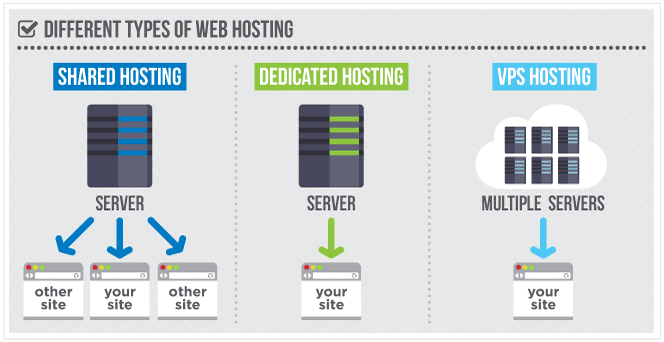 DIFFERENT TYPES OF WEB HOSTING
SHARED HOSTING
SERVER
other
site
your
site
other
site
DEDICATED HOSTING
SERVER
your
site
VPS HOSTING
MULTIPLE SERVERS
your
site